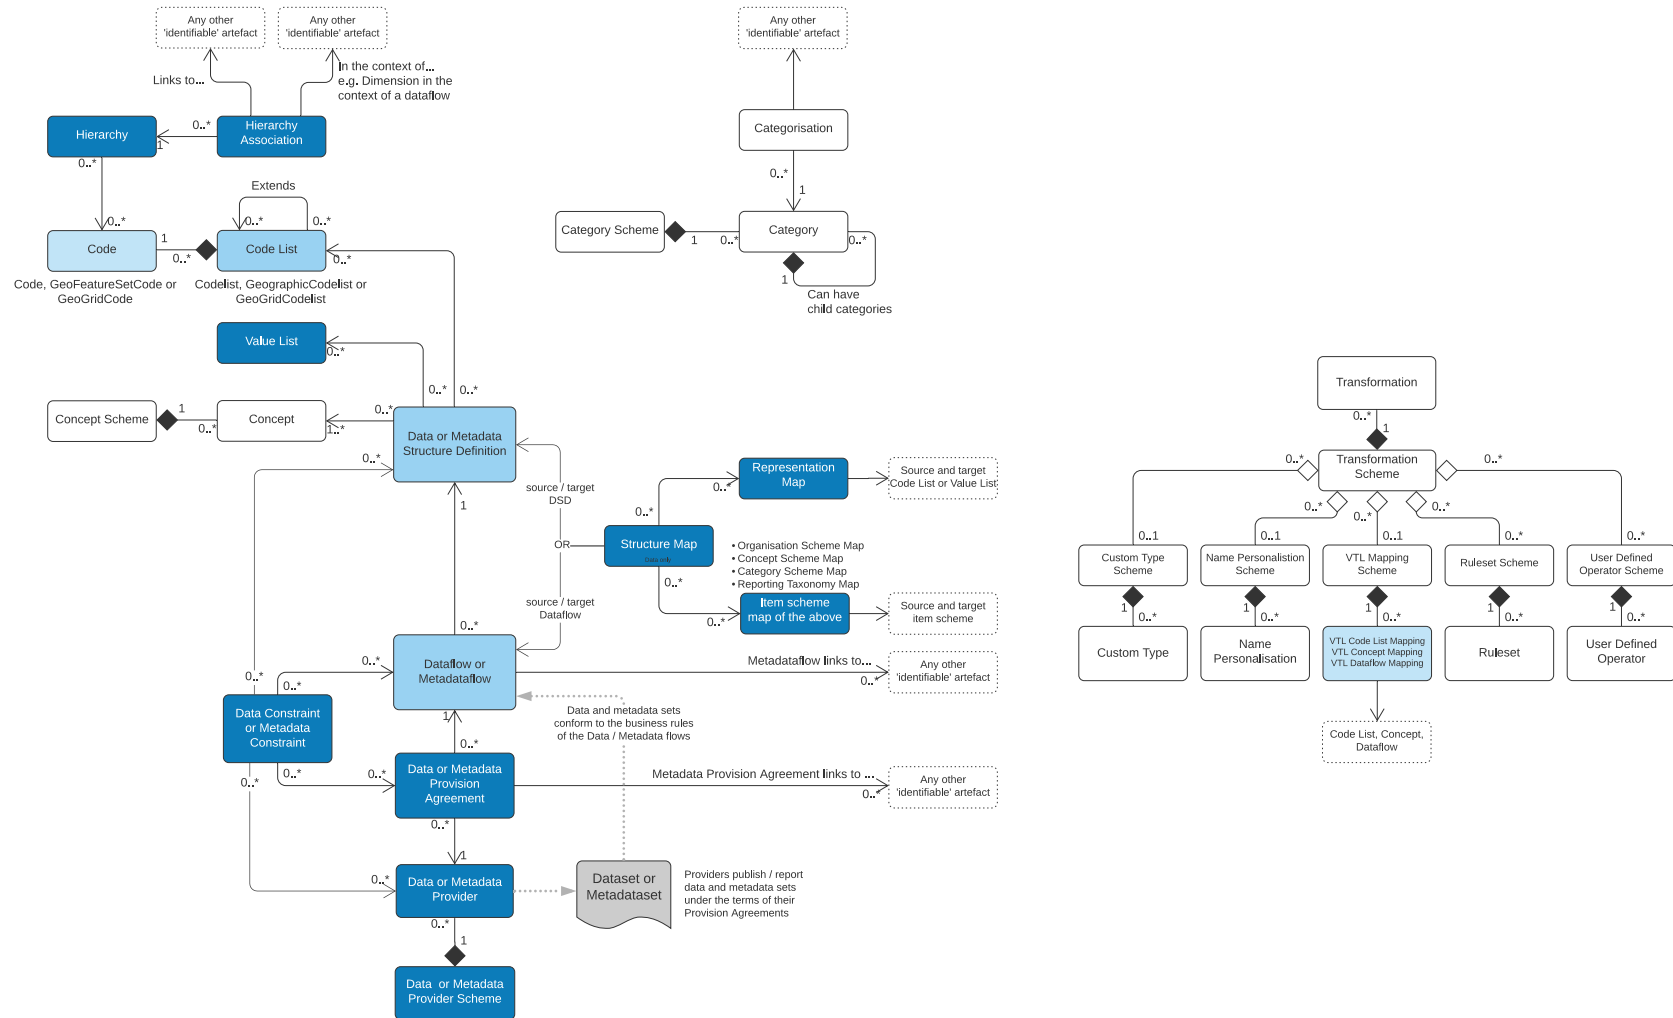 Any other
'identifiable' artefact
Any other
'identifiable' artefact
Links to...
In the context of...
e.g. Dimension in the
context of a dataflow
Hierarchy
0..*
1
0..*
Hierarchy
Association
0..*
Extends
0..*
0..*
0..*
Code
1
0..*
Code List
0..*
Code, GeoFeatureSetCode or
GeoGridCode
Codelist, GeographicCodelist or
GeoGridCodelist
Value List
0..*
0..*
0..*
Concept Scheme
1
0..*
Concept
1..*
0..*
Data or Metadata
Structure Definition
0..*
1
source / target
DSD
OR
source / target
Dataflow
0..*
0..*
Dataflow or
Metadataflow
Metadataflow links to...
0..*
Any other
'identifiable' artefact
0..*
0..*
Data Constraint
or Metadata
Constraint
0..*
0..*
0..*
1
0..*
Data and metadata sets
conform to the business rules
of the Data / Metadata flows
Data or Metadata
Provision
Agreement
Metadata Provision Agreement links to ...
0..*
Any other
'identifiable' artefact
0..*
1
0..*
Data or Metadata
Provider
Dataset or
Metadataset
Providers publish / report
data and metadata sets
under the terms of their
Provision Agreements
0..*
1
Data or Metadata
Provider Scheme
Any other
'identifiable' artefact
Categorisation
0..*
1
Category Scheme
1
0..*
Category
0..*
1
Can have
child categories
Representation
Map
0..*
0..*
Source and target
Code List or Value List
Structure Map
Data only
• Organisation Scheme Map
• Concept Scheme Map
• Category Scheme Map
• Reporting Taxonomy Map
0..*
0..*
Item scheme
map of the above
Source and target
item scheme
Transformation
0..*
1
Transformation
Scheme
0..*
0..*
0..*
0..*
0..*
0..1
0..1
0..1
0..*
0..*
Custom Type
Scheme
Name Personalistion
Scheme
VTL Mapping
Scheme
Ruleset Scheme
User Defined
Operator Scheme
1
0..*
1
0..*
1
0..*
1
0..*
1
0..*
Custom Type
Name
Personalisation
VTL Code List Mapping
VTL Concept Mapping
VTL Dataflow Mapping
Ruleset
User Defined
Operator
Code List, Concept,
Dataflow